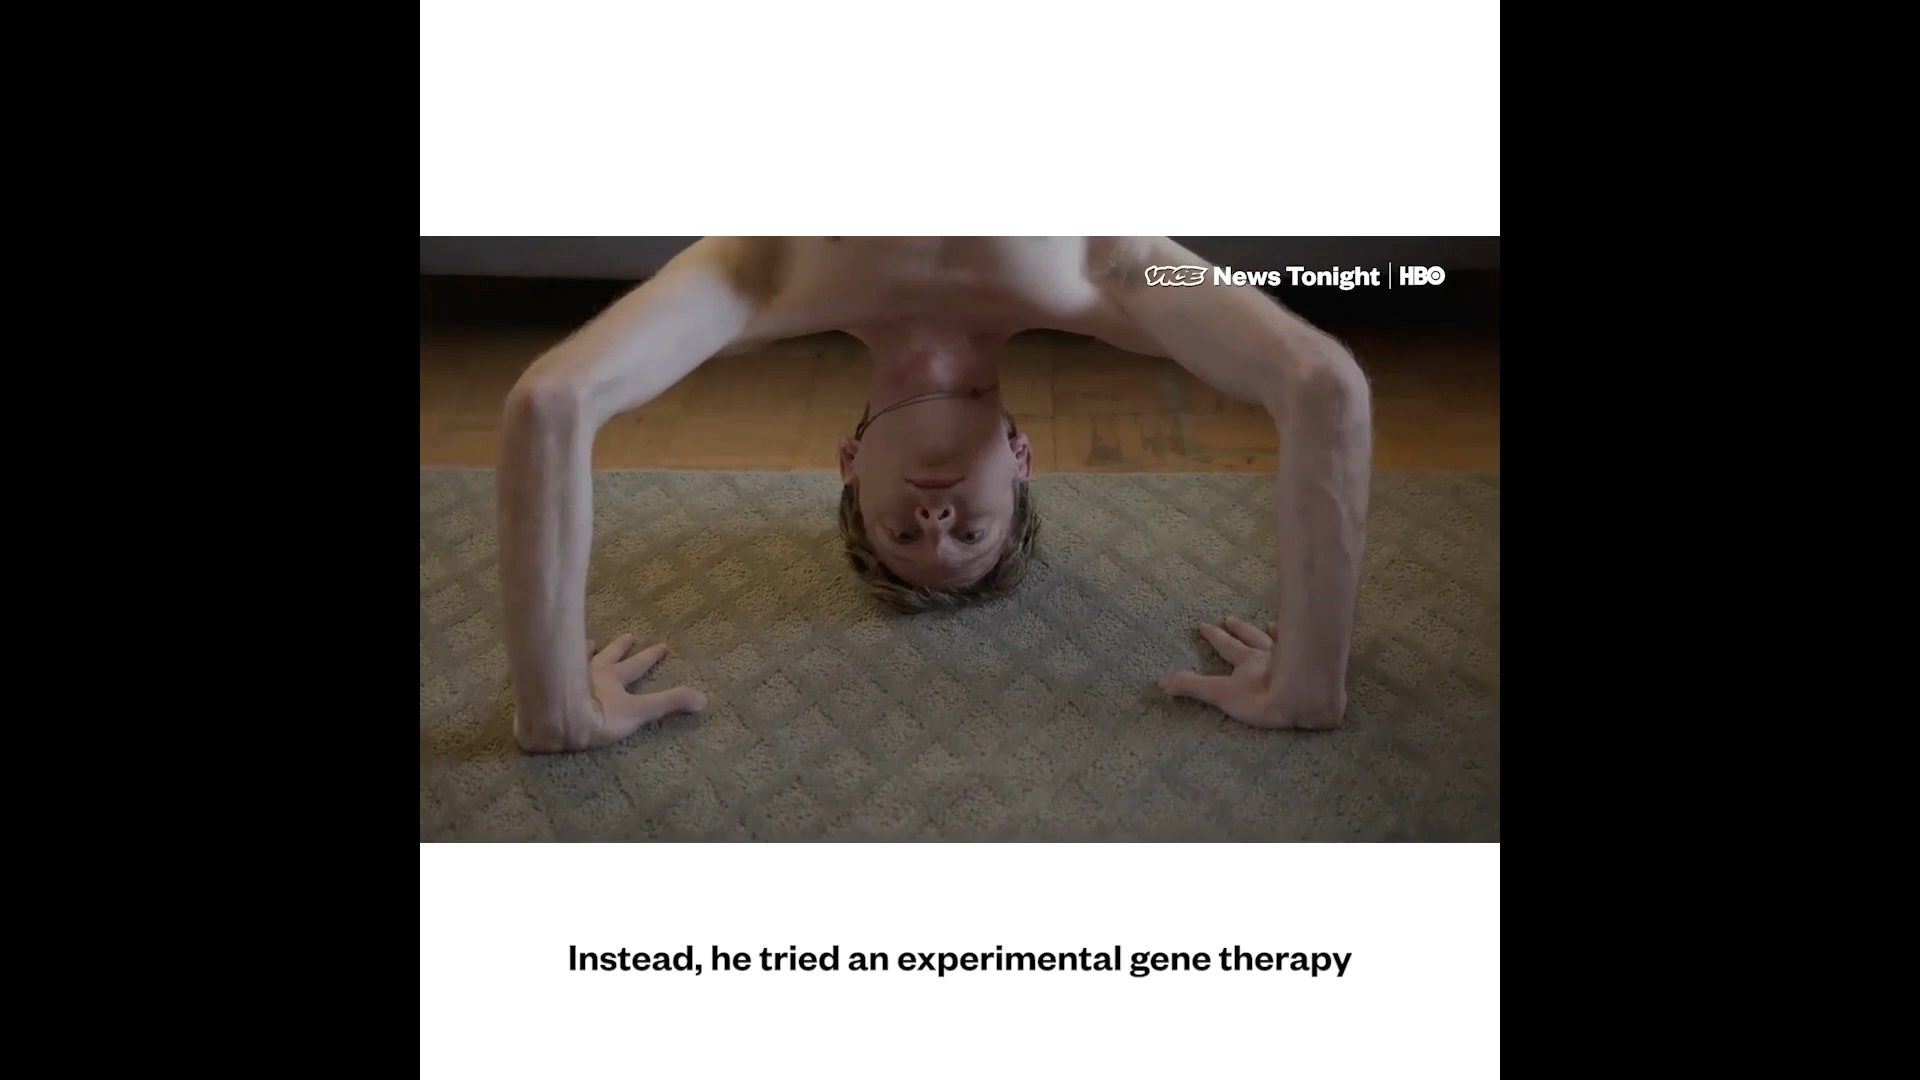 VICE News Tonight | HBO
Instead, he tried an experimental gene therapy